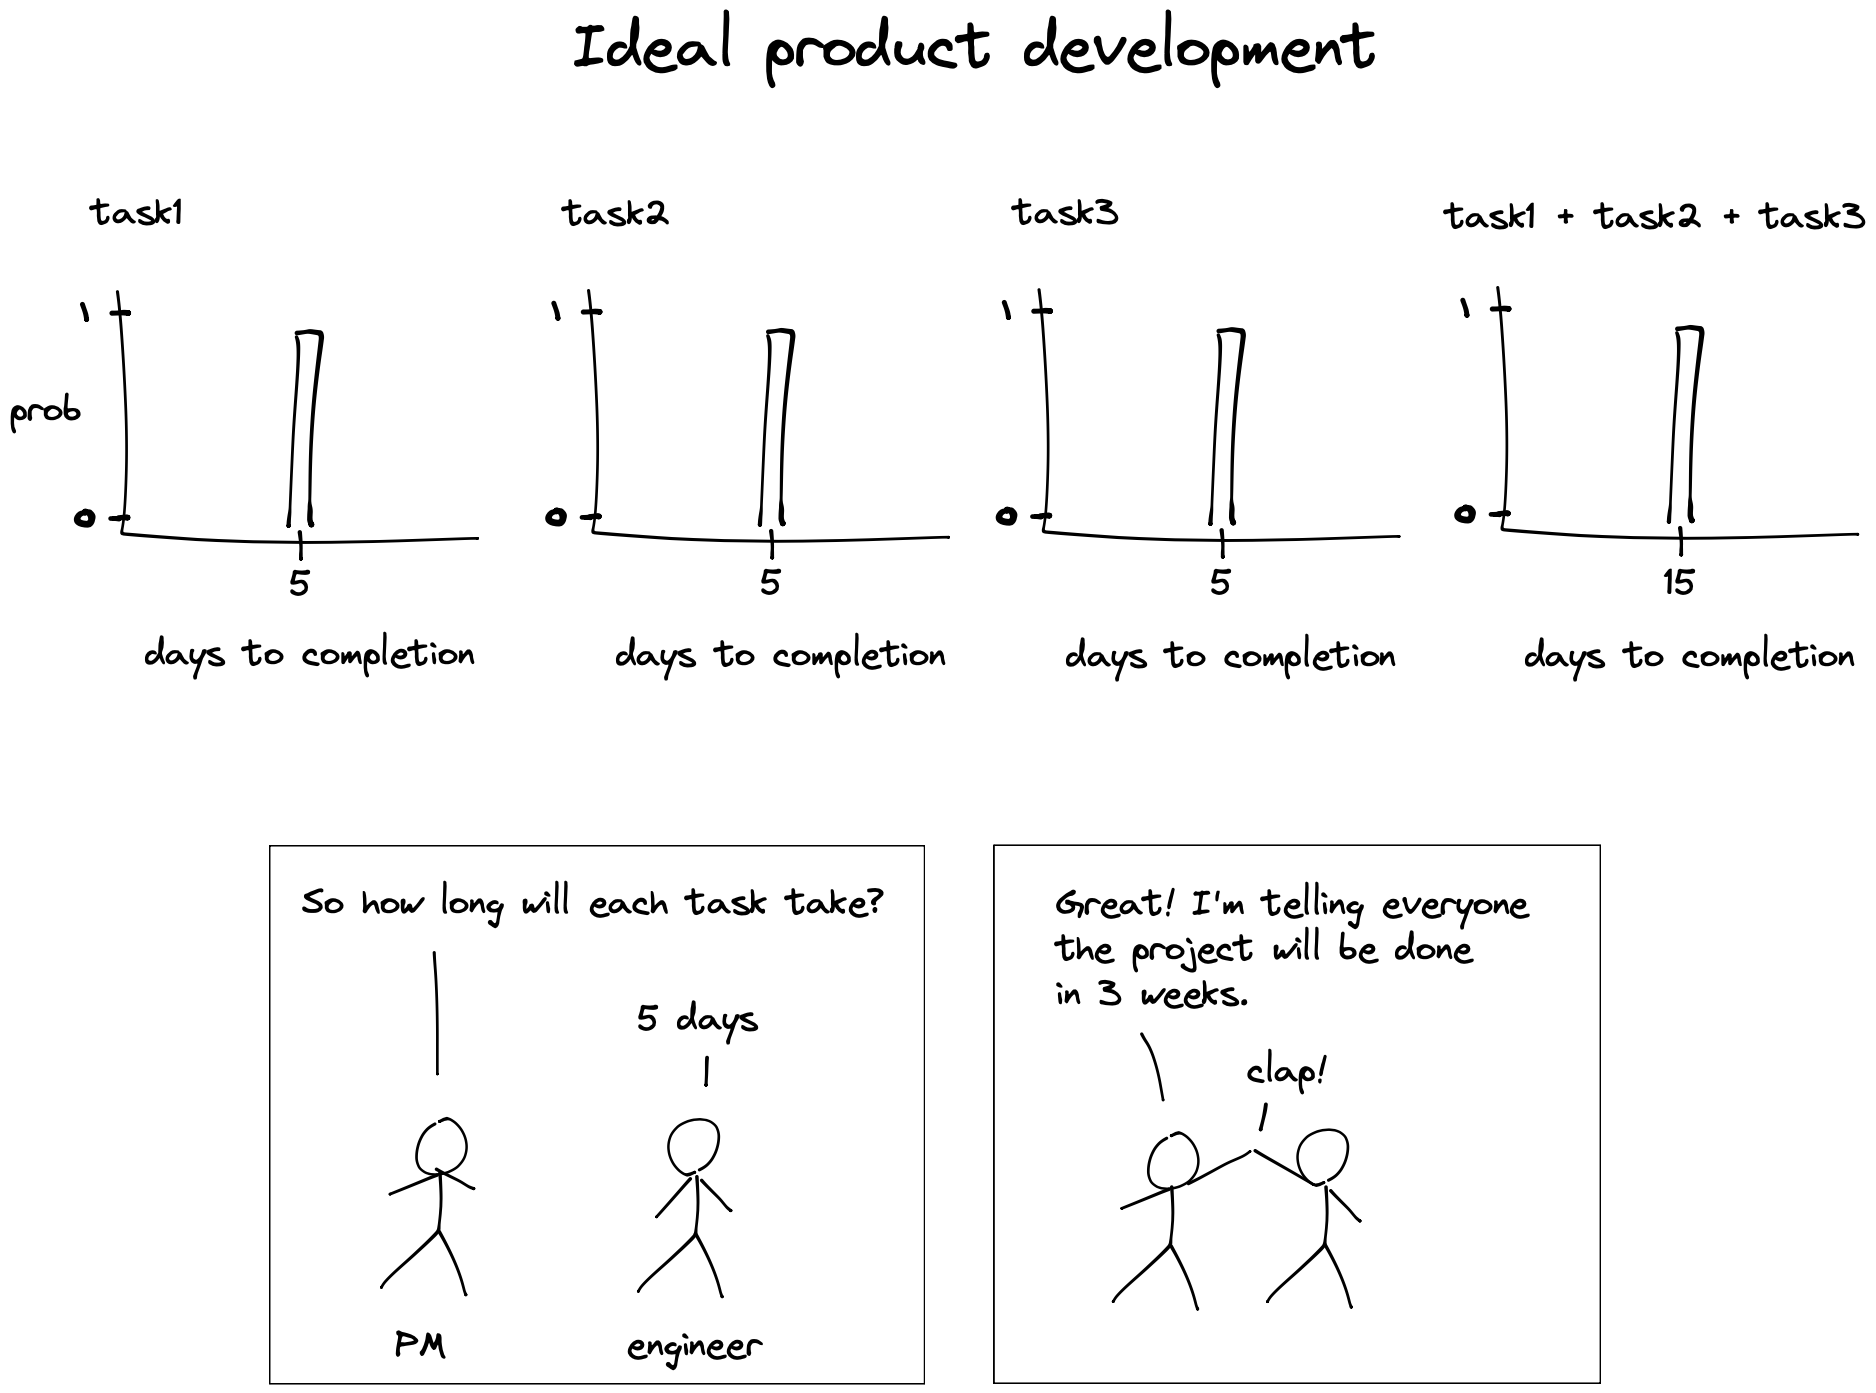 Ideal product development
task1
task2
task3
task1 + task2 + task3
1
1
1
1
prob
0
0
0
0
5
5
5
15
days to completion
days to completion
days to completion
days to completion
So how long will each task take?
5 days
PM
engineer
Great! I'm telling everyone
the project will be done
in 3 weeks.
clap!